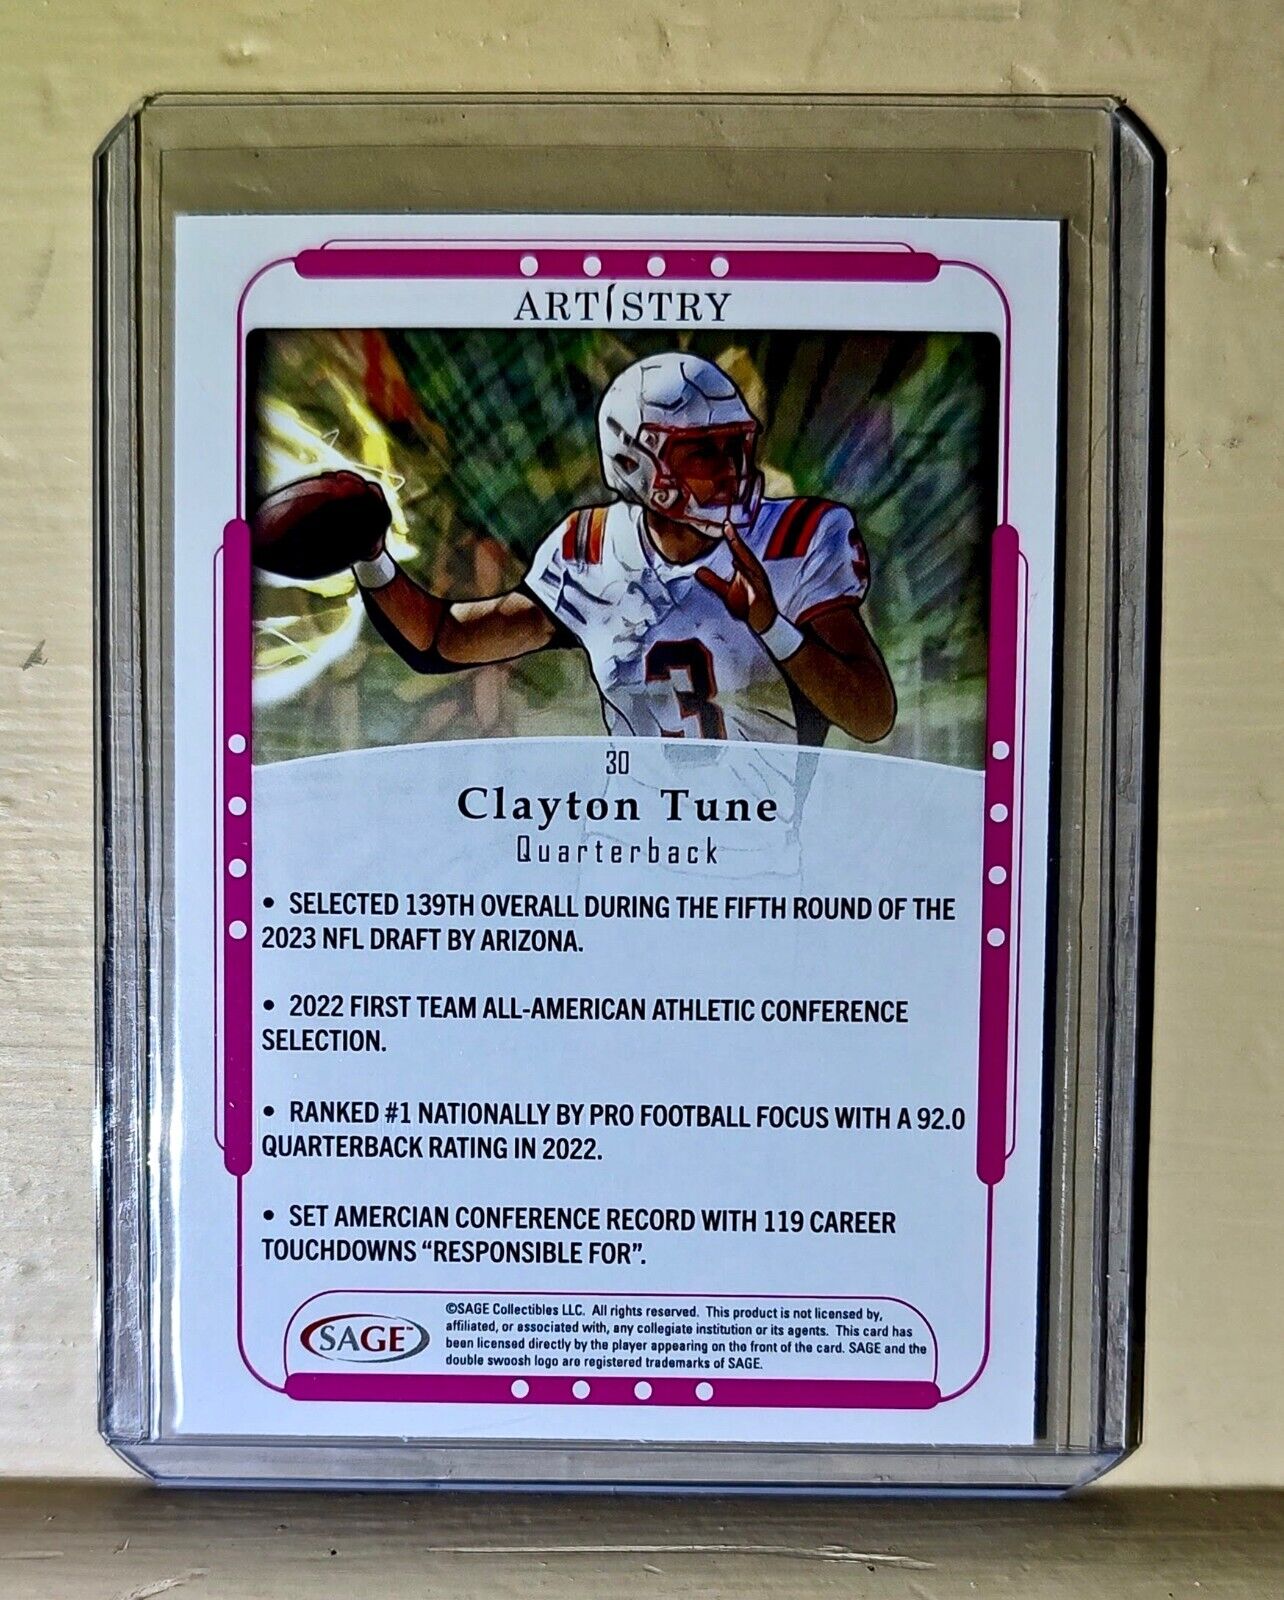 ARTISTRY
3
3
30
Clayton Tune
Quarterback
• SELECTED 139TH OVERALL DURING THE FIFTH ROUND OF THE
2023 NFL DRAFT BY ARIZONA.
• 2022 FIRST TEAM ALL-AMERICAN ATHLETIC CONFERENCE
SELECTION.
• RANKED #1 NATIONALLY BY PRO FOOTBALL FOCUS WITH A 92.0
QUARTERBACK RATING IN 2022.
• SET AMERCIAN CONFERENCE RECORD WITH 119 CAREER
TOUCHDOWNS “RESPONSIBLE FOR”.
SAGE™
©SAGE Collectibles LLC. All rights reserved. This product is not licensed by,
affiliated, or associated with, any collegiate institution or its agents. This card has
been licensed directly by the player appearing on the front of the card. SAGE and the
double swoosh logo are registered trademarks of SAGE.